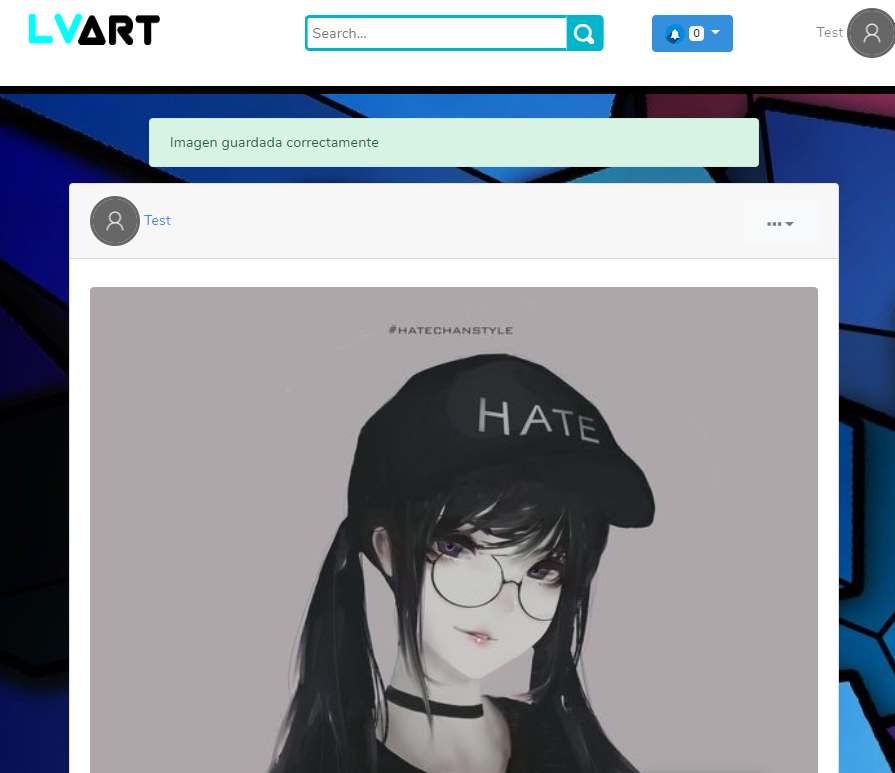 LVART
Search...
0
Test
Imagen guardada correctamente
Test
#HATECHANSTYLE
HATE